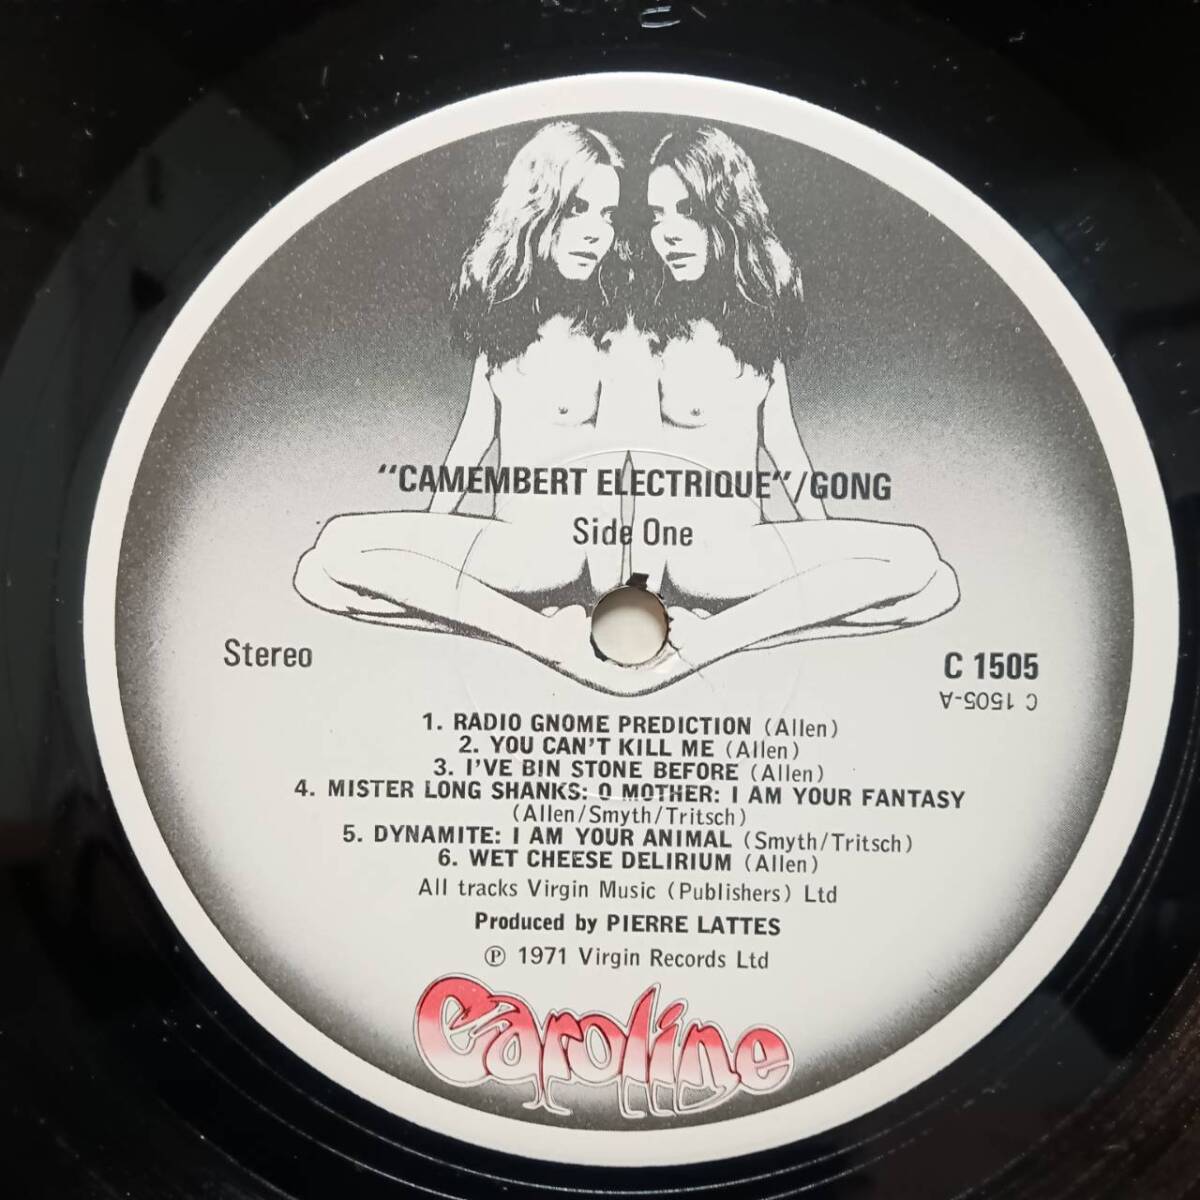 "CAMEMBERT ELECTRIQUE"/GONG
Side One
Stereo
C 1505
C 1505-A
1. RADIO GNOME PREDICTION (Allen)
2. YOU CAN'T KILL ME (Allen)
3. I'VE BIN STONE BEFORE (Allen)
4. MISTER LONG SHANKS: O MOTHER: I AM YOUR FANTASY
(Allen/Smyth/Tritsch)
5. DYNAMITE: I AM YOUR ANIMAL (Smyth/Tritsch)
6. WET CHEESE DELIRIUM (Allen)
All tracks Virgin Music (Publishers) Ltd
Produced by PIERRE LATTES
℗ 1971 Virgin Records Ltd
Caroline